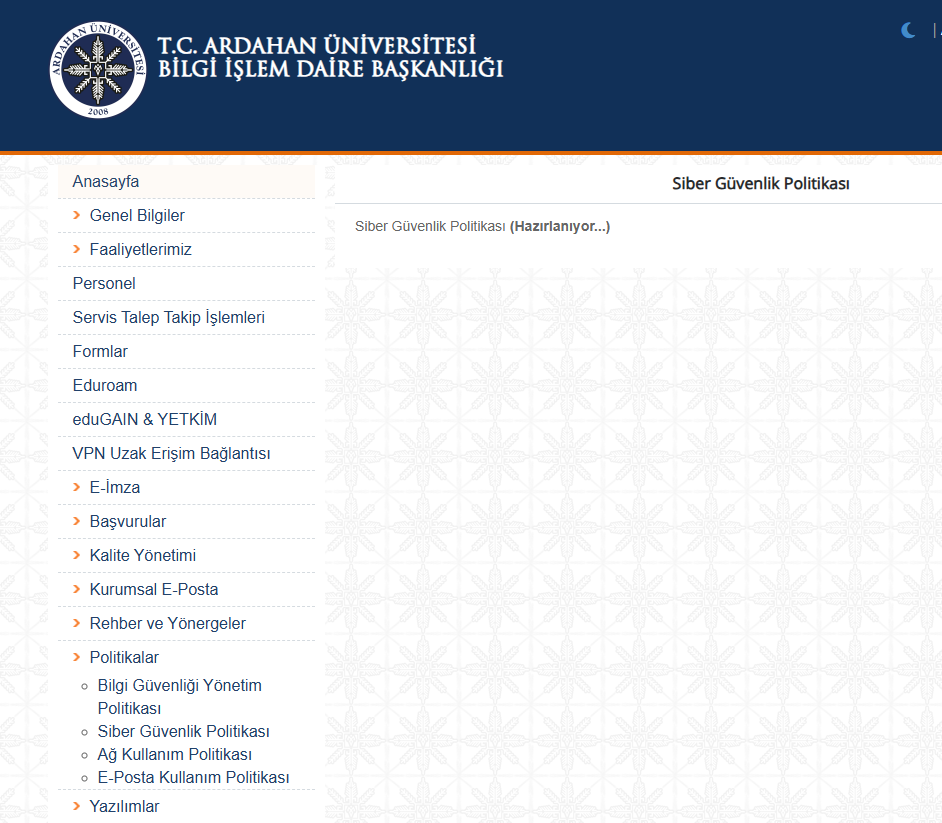 ARDAHAN ÜNİVERSİTESİ
2008
T.C. ARDAHAN ÜNİVERSİTESİ
BİLGİ İŞLEM DAİRE BAŞKANLIĞI
Anasayfa
Genel Bilgiler
Faaliyetlerimiz
Personel
Servis Talep Takip İşlemleri
Formlar
Eduroam
eduGAIN & YETKİM
VPN Uzak Erişim Bağlantısı
E-İmza
Başvurular
Kalite Yönetimi
Kurumsal E-Posta
Rehber ve Yönergeler
Politikalar
Bilgi Güvenliği Yönetim
Politikası
Siber Güvenlik Politikası
Ağ Kullanım Politikası
E-Posta Kullanım Politikası
Yazılımlar
Siber Güvenlik Politikası
Siber Güvenlik Politikası (Hazırlanıyor...)